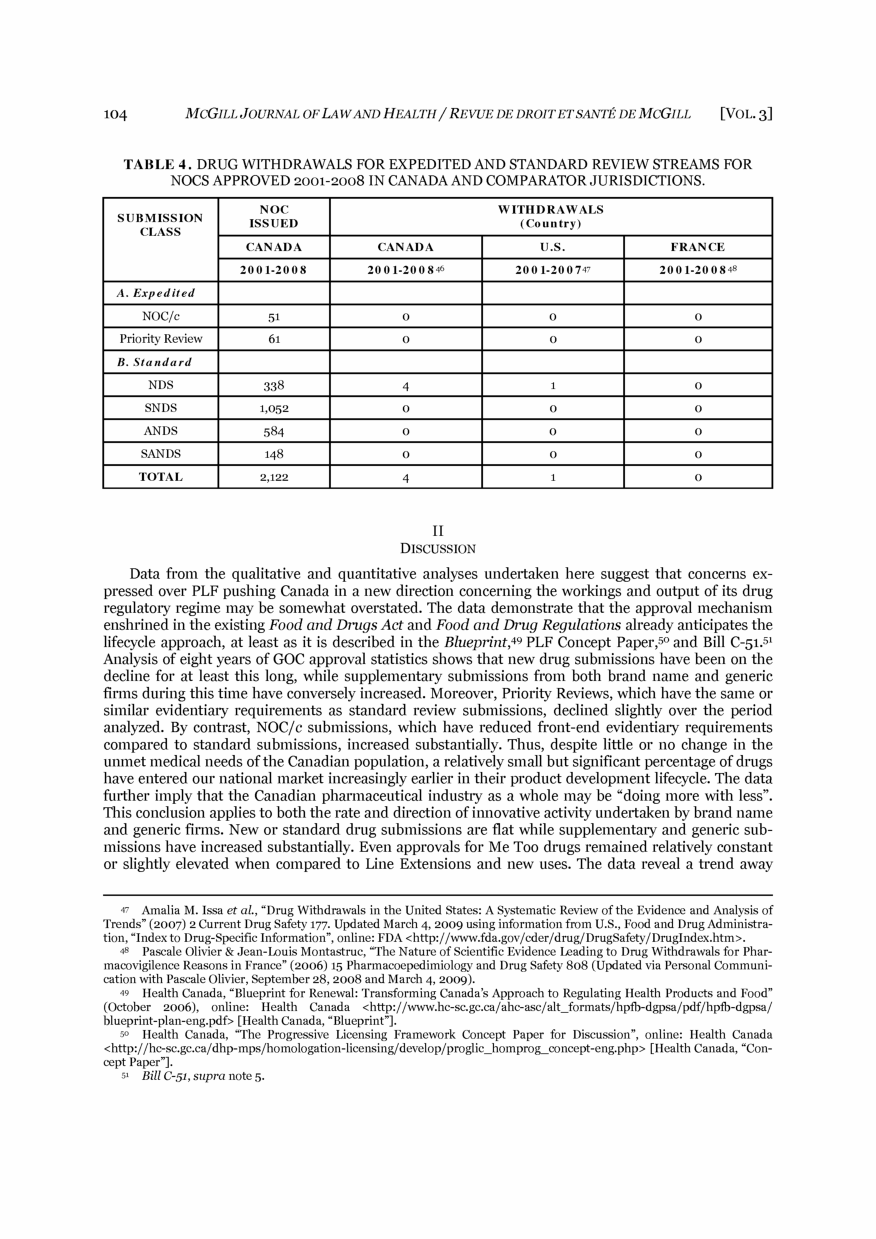 104 MCGILL JOURNAL OF LAW AND HEALTH / REVUE DE DROIT ET SANTÉ DE MCGILL [VOL. 3]
TABLE 4. DRUG WITHDRAWALS FOR EXPEDITED AND STANDARD REVIEW STREAMS FOR
NOCS APPROVED 2001-2008 IN CANADA AND COMPARATOR JURISDICTIONS.
SUBMISSION CLASS NOC ISSUED WITHDRAWALS (Country)
CANADA CANADA U.S. FRANCE
2001-2008 2001-2008 46 2001-2007 47 2001-2008 48
A. Expedited
NOC/c 51 0 0 0
Priority Review 61 0 0 0
B. Standard
NDS 338 4 1 0
SNDS 1,052 0 0 0
ANDS 584 0 0 0
SANDS 148 0 0 0
TOTAL 2,122 4 1 0
II
DISCUSSION
Data from the qualitative and quantitative analyses undertaken here suggest that concerns ex-
pressed over PLF pushing Canada in a new direction concerning the workings and output of its drug
regulatory regime may be somewhat overstated. The data demonstrate that the approval mechanism
enshrined in the existing Food and Drugs Act and Food and Drug Regulations already anticipates the
lifecycle approach, at least as it is described in the Blueprint,49 PLF Concept Paper,50 and Bill C-51.51
Analysis of eight years of GOC approval statistics shows that new drug submissions have been on the
decline for at least this long, while supplementary submissions from both brand name and generic
firms during this time have conversely increased. Moreover, Priority Reviews, which have the same or
similar evidentiary requirements as standard review submissions, declined slightly over the period
analyzed. By contrast, NOC/c submissions, which have reduced front-end evidentiary requirements
compared to standard submissions, increased substantially. Thus, despite little or no change in the
unmet medical needs of the Canadian population, a relatively small but significant percentage of drugs
have entered our national market increasingly earlier in their product development lifecycle. The data
further imply that the Canadian pharmaceutical industry as a whole may be “doing more with less”.
This conclusion applies to both the rate and direction of innovative activity undertaken by brand name
and generic firms. New or standard drug submissions are flat while supplementary and generic sub-
missions have increased substantially. Even approvals for Me Too drugs remained relatively constant
or slightly elevated when compared to Line Extensions and new uses. The data reveal a trend away
47 Amalia M. Issa et al., “Drug Withdrawals in the United States: A Systematic Review of the Evidence and Analysis of
Trends” (2007) 2 Current Drug Safety 177. Updated March 4, 2009 using information from U.S., Food and Drug Administra-
tion, “Index to Drug-Specific Information”, online: FDA <http://www.fda.gov/cder/drug/DrugSafety/DrugIndex.htm>.
48 Pascale Olivier & Jean-Louis Montastruc, “The Nature of Scientific Evidence Leading to Drug Withdrawals for Phar-
macovigilence Reasons in France” (2006) 15 Pharmacoepedimiology and Drug Safety 808 (Updated via Personal Communi-
cation with Pascale Olivier, September 28, 2008 and March 4, 2009).
49 Health Canada, “Blueprint for Renewal: Transforming Canada’s Approach to Regulating Health Products and Food”
(October 2006), online: Health Canada <http://www.hc-sc.gc.ca/ahc-asc/alt_formats/hpfb-dgpsa/pdf/hpfb-dgpsa/
blueprint-plan-eng.pdf> [Health Canada, “Blueprint”].
50 Health Canada, “The Progressive Licensing Framework Concept Paper for Discussion”, online: Health Canada
<http://hc-sc.gc.ca/dhp-mps/homologation-licensing/develop/proglic_homprog_concept-eng.php> [Health Canada, “Con-
cept Paper”].
51 Bill C-51, supra note 5.